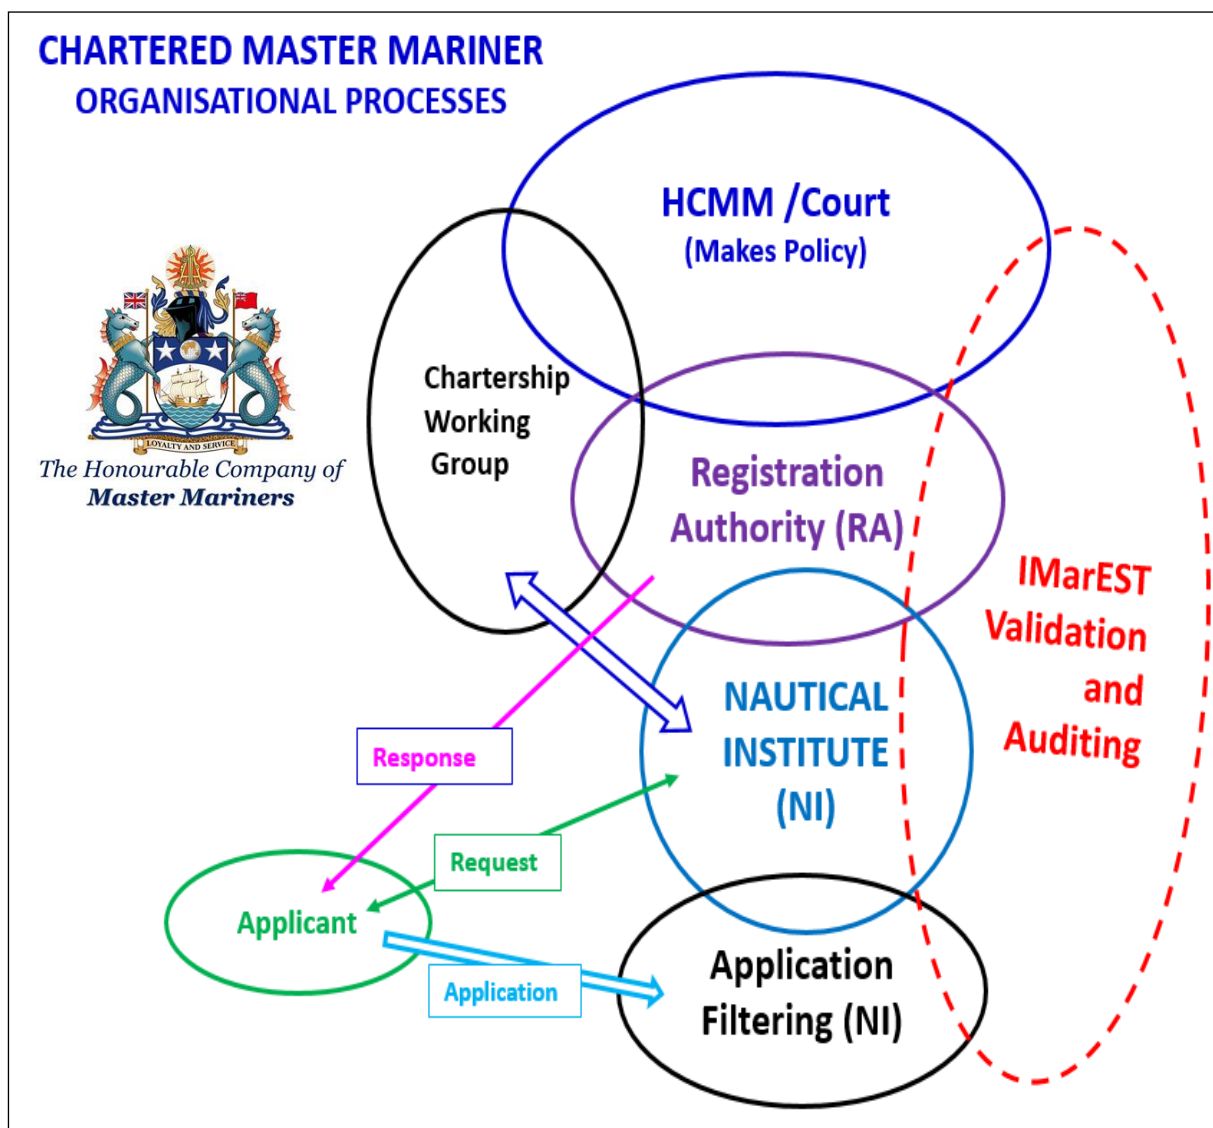 CHARTERED MASTER MARINER
ORGANISATIONAL PROCESSES
HCMM /Court
(Makes Policy)
Chartership
Working
Group
LOYALTY AND SERVICE
The Honourable Company of
Master Mariners
Registration
Authority (RA)
IMarEST
Validation
and
Auditing
NAUTICAL
INSTITUTE
(NI)
Response
Request
Applicant
Application
Application
Filtering (NI)